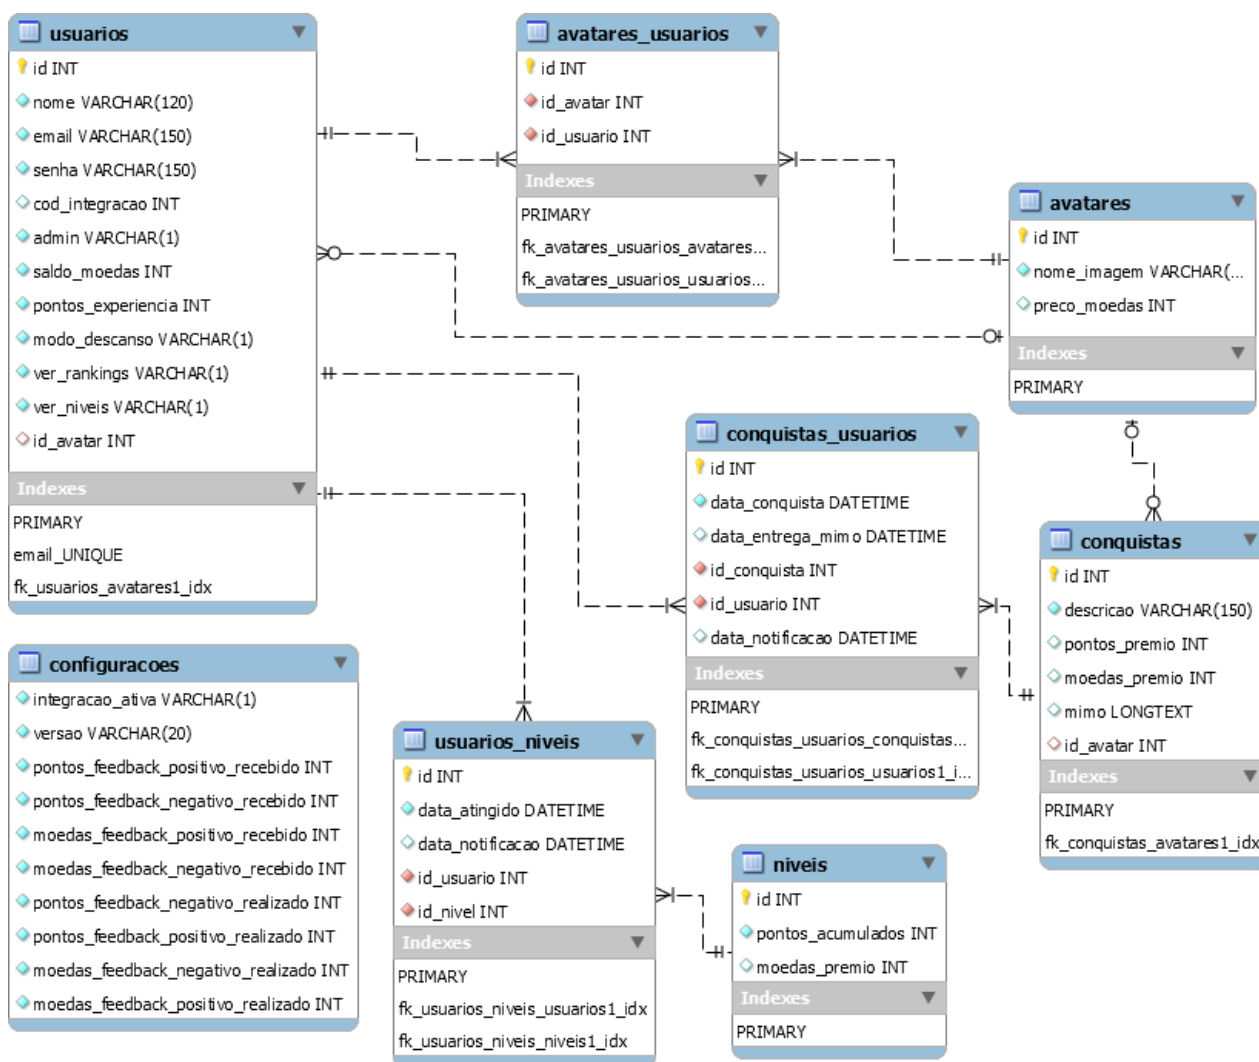 usuarios
id INT
nome VARCHAR(120)
email VARCHAR(150)
senha VARCHAR(150)
cod_integracao INT
admin VARCHAR(1)
saldo_moedas INT
pontos_experiencia INT
modo_descanso VARCHAR(1)
ver_rankings VARCHAR(1)
ver_niveis VARCHAR(1)
id_avatar INT
Indexes
PRIMARY
email_UNIQUE
fk_usuarios_avatares1_idx
avatares_usuarios
id INT
id_avatar INT
id_usuario INT
Indexes
PRIMARY
fk_avatares_usuarios_avatares...
fk_avatares_usuarios_usuarios...
avatares
id INT
nome_imagem VARCHAR(...
preco_moedas INT
Indexes
PRIMARY
conquistas_usuarios
id INT
data_conquista DATETIME
data_entrega_mimo DATETIME
id_conquista INT
id_usuario INT
data_notificacao DATETIME
Indexes
PRIMARY
fk_conquistas_usuarios_conquistas...
fk_conquistas_usuarios_usuarios1_i...
conquistas
id INT
descricao VARCHAR(150)
pontos_premio INT
moedas_premio INT
mimo LONGTEXT
id_avatar INT
Indexes
PRIMARY
fk_conquistas_avatares1_idx
configuracoes
integracao_ativa VARCHAR(1)
versao VARCHAR(20)
pontos_feedback_positivo_recebido INT
pontos_feedback_negativo_recebido INT
moedas_feedback_positivo_recebido INT
moedas_feedback_negativo_recebido INT
pontos_feedback_negativo_realizado INT
pontos_feedback_positivo_realizado INT
moedas_feedback_negativo_realizado INT
moedas_feedback_positivo_realizado INT
usuarios_niveis
id INT
data_atingido DATETIME
data_notificacao DATETIME
id_usuario INT
id_nivel INT
Indexes
PRIMARY
fk_usuarios_niveis_usuarios1_idx
fk_usuarios_niveis_niveis1_idx
niveis
id INT
pontos_acumulados INT
moedas_premio INT
Indexes
PRIMARY